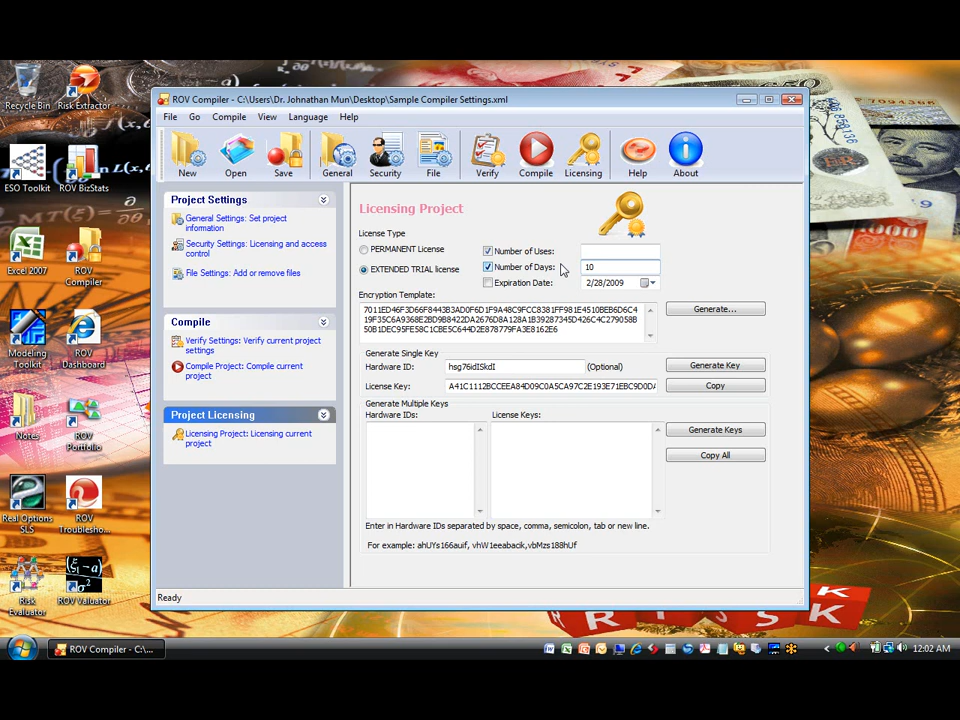 ROV Compiler - C:\Users\Dr. Johnathan Mun\Desktop\Sample Compiler Settings.xml
File Go Compile View Language Help
New Open Save General Security File Verify Compile Licensing Help About
Recycle Bin
Risk Extractor
ESO Toolkit
ROV BizStats
Excel 2007
ROV
Compiler
Modeling
Toolkit
ROV
Dashboard
Notes
ROV
Portfolio
Real Options
SLS
ROV
Troublesho...
Risk
Evaluator
ROV Valuator
Project Settings
General Settings: Set project
information
Security Settings: Licensing and access
control
File Settings: Add or remove files
Compile
Verify Settings: Verify current project
settings
Compile Project: Compile current
project
Project Licensing
Licensing Project: Licensing current
project
Licensing Project
License Type
PERMANENT License
EXTENDED TRIAL license
Number of Uses:
Number of Days: 10
Expiration Date: 2/28/2009
Encryption Template:
7011ED46F3D66F8443B3AD0F6D1F9A48C9FCC8381FF981E4510BEB6D6C4
19F35C6A9368E2BD9B8422DA2676D8A128A1B39287345D426C4C279058B
50B1DEC95FE58C1CBE5C644D2E878779FA3E8162E6
Generate...
Generate Single Key
Hardware ID: hsg76idISkdI (Optional) Generate Key
License Key: A41C1112BCCEEA84D09C0A5CA97C2E193E71EBC9D0DA Copy
Generate Multiple Keys
Hardware IDs: License Keys:
Generate Keys
Copy All
Enter in Hardware IDs separated by space, comma, semicolon, tab or new line.
For example: ahUYs166auif, vhW1eeabacik,vbMzs188hUf
Ready
RISK
K
ROV Compiler - C:\...
12:02 AM